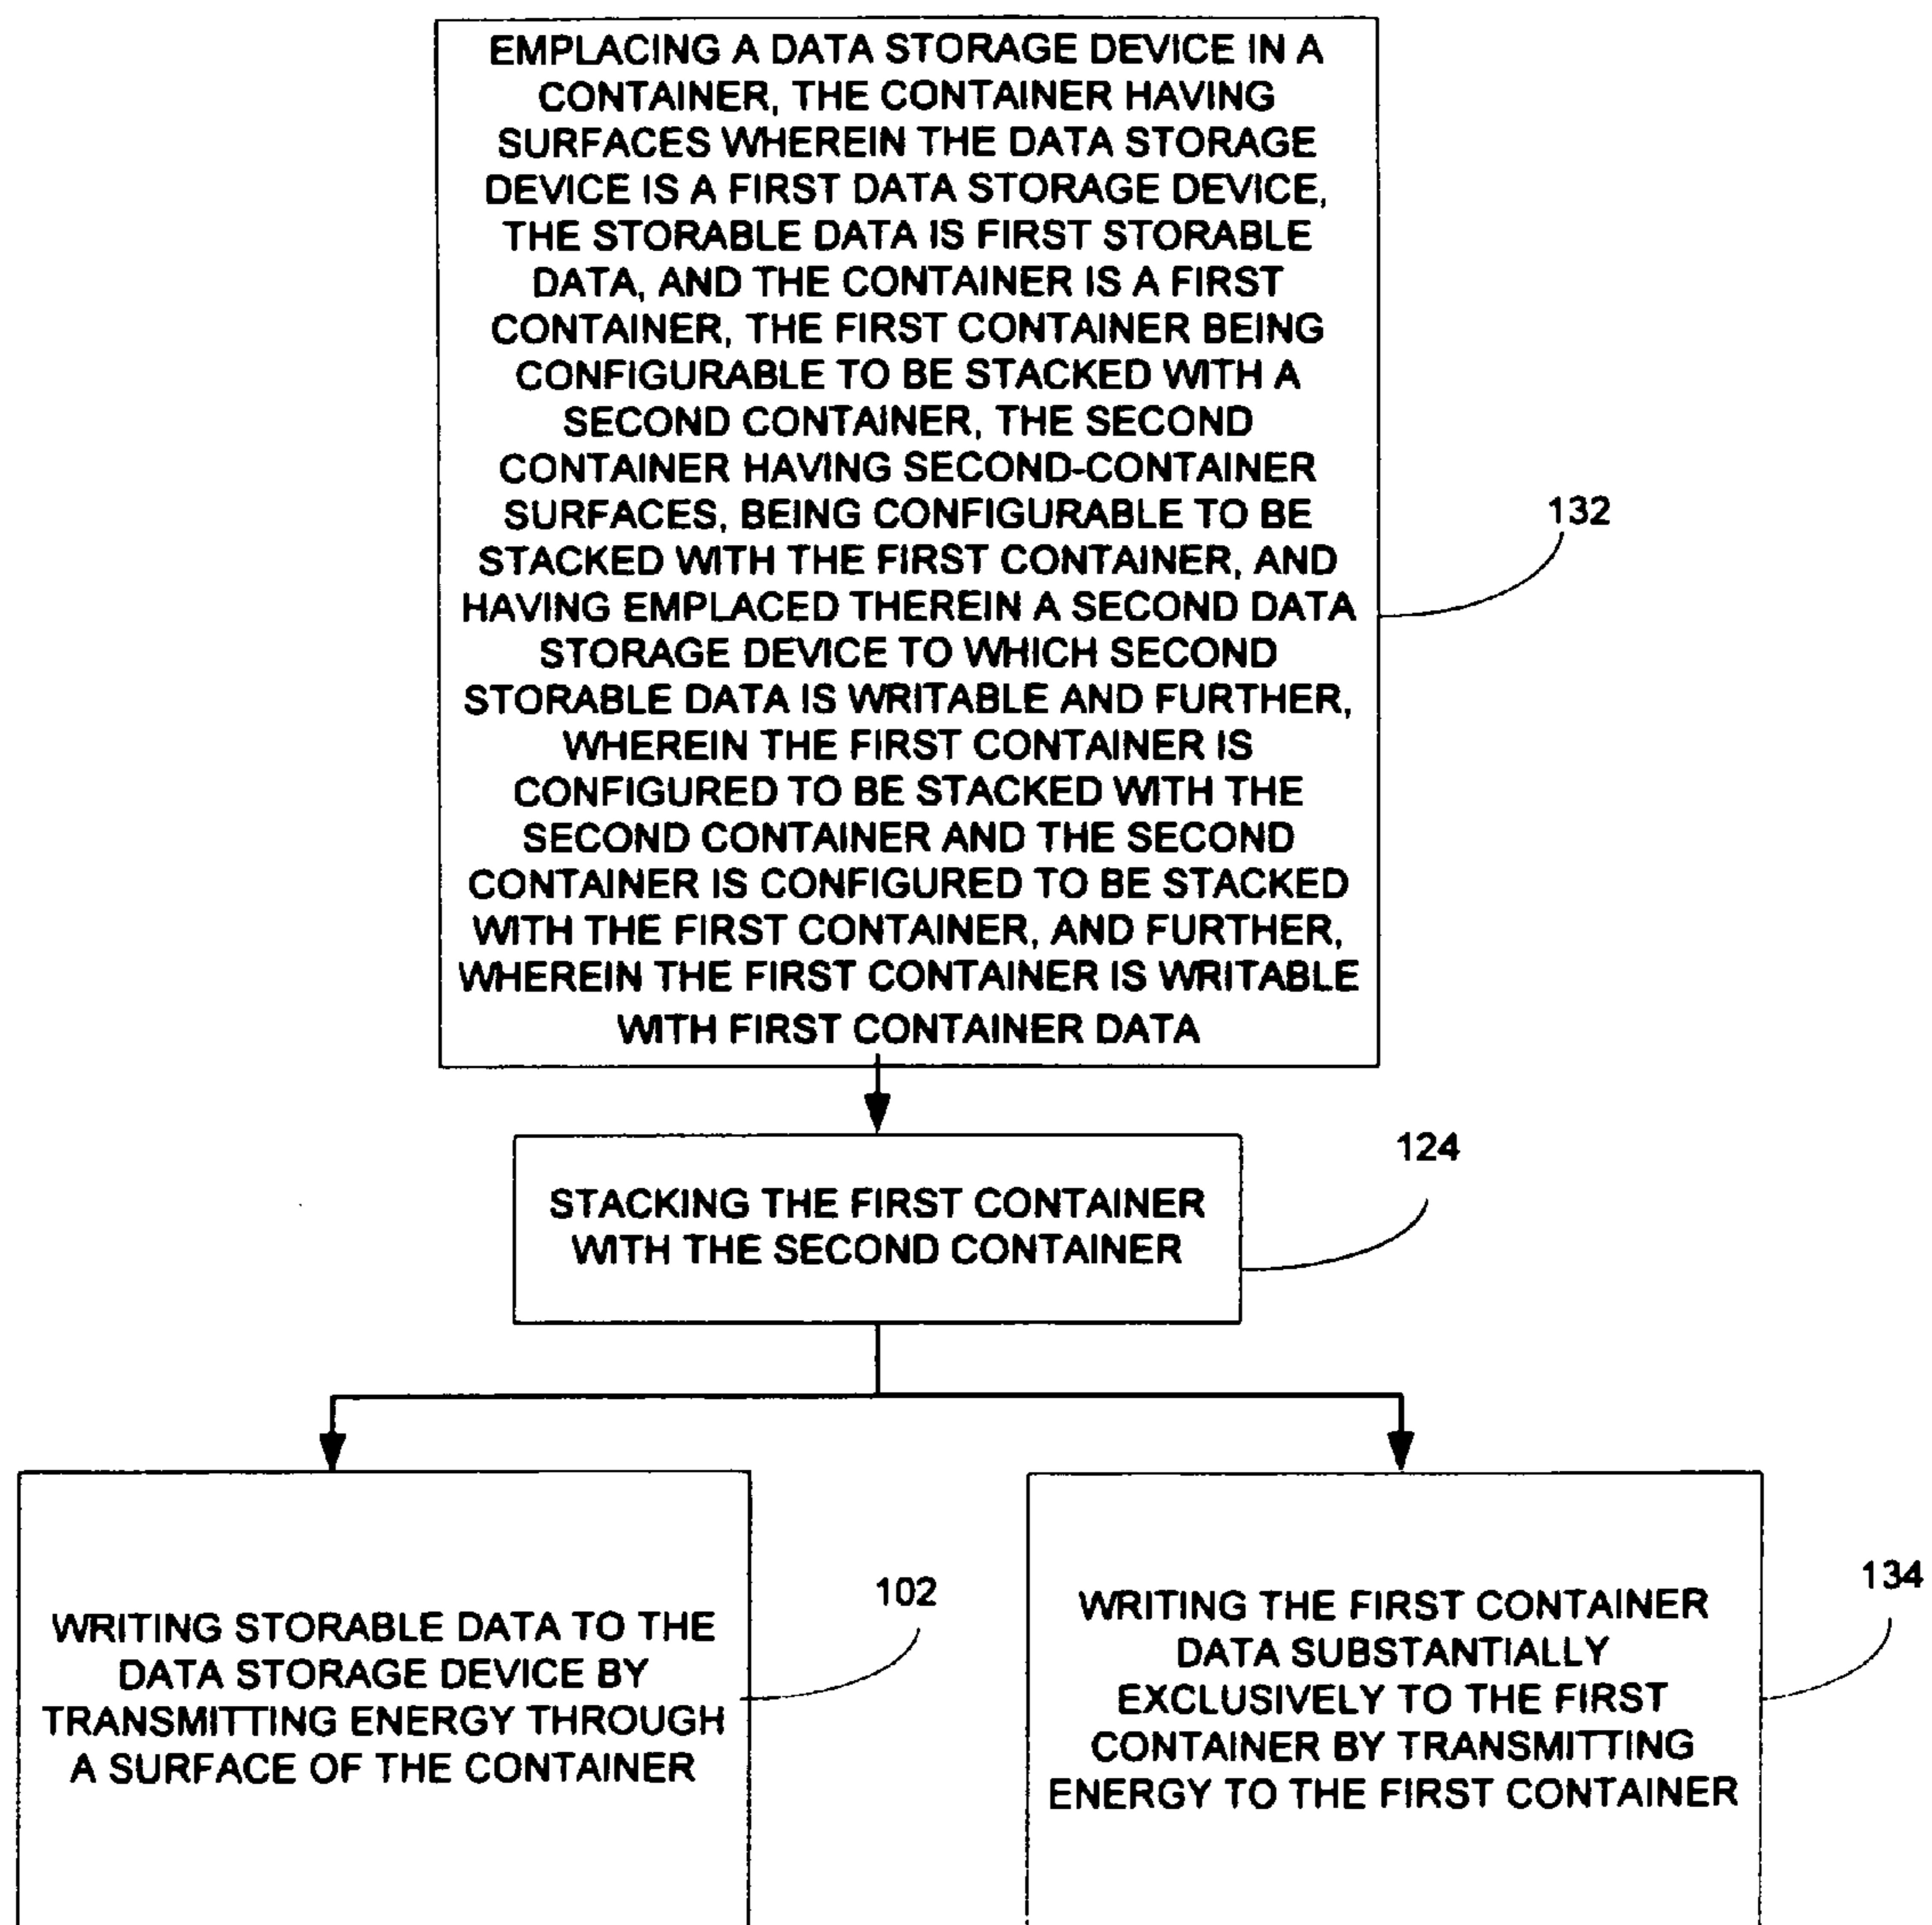 EMPLACING A DATA STORAGE DEVICE IN A
CONTAINER, THE CONTAINER HAVING
SURFACES WHEREIN THE DATA STORAGE
DEVICE IS A FIRST DATA STORAGE DEVICE,
THE STORABLE DATA IS FIRST STORABLE
DATA, AND THE CONTAINER IS A FIRST
CONTAINER, THE FIRST CONTAINER BEING
CONFIGURABLE TO BE STACKED WITH A
SECOND CONTAINER, THE SECOND
CONTAINER HAVING SECOND-CONTAINER
SURFACES, BEING CONFIGURABLE TO BE
STACKED WITH THE FIRST CONTAINER, AND
HAVING EMPLACED THEREIN A SECOND DATA
STORAGE DEVICE TO WHICH SECOND
STORABLE DATA IS WRITABLE AND FURTHER,
WHEREIN THE FIRST CONTAINER IS
CONFIGURED TO BE STACKED WITH THE
SECOND CONTAINER AND THE SECOND
CONTAINER IS CONFIGURED TO BE STACKED
WITH THE FIRST CONTAINER, AND FURTHER,
WHEREIN THE FIRST CONTAINER IS WRITABLE
WITH FIRST CONTAINER DATA
132
STACKING THE FIRST CONTAINER
WITH THE SECOND CONTAINER
124
WRITING STORABLE DATA TO THE
DATA STORAGE DEVICE BY
TRANSMITTING ENERGY THROUGH
A SURFACE OF THE CONTAINER
102
WRITING THE FIRST CONTAINER
DATA SUBSTANTIALLY
EXCLUSIVELY TO THE FIRST
CONTAINER BY TRANSMITTING
ENERGY TO THE FIRST CONTAINER
134